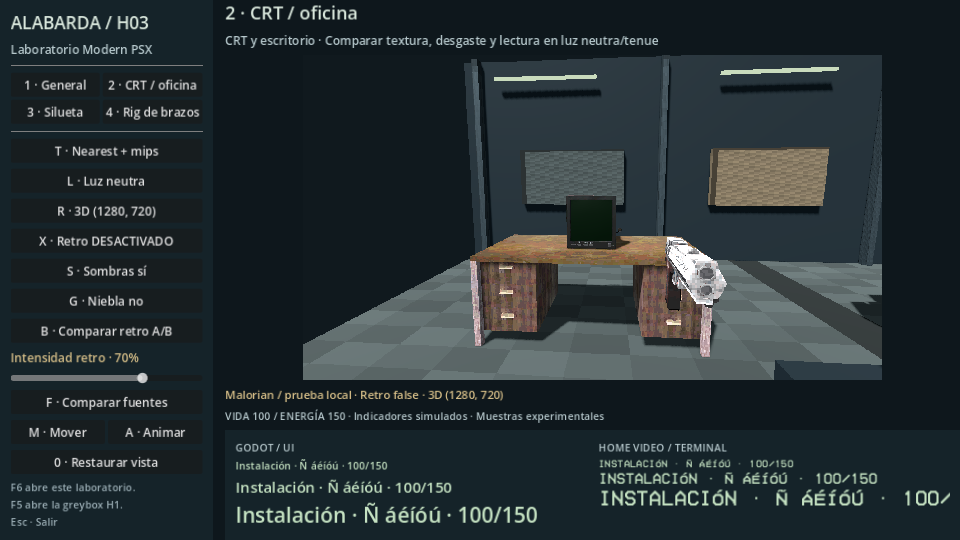 ALABARDA / H03
Laboratorio Modern PSX
1 · General
2 · CRT / oficina
3 · Silueta
4 · Rig de brazos
T · Nearest + mips
L · Luz neutra
R · 3D (1280, 720)
X · Retro DESACTIVADO
S · Sombras sí
G · Niebla no
B · Comparar retro A/B
Intensidad retro · 70%
F · Comparar fuentes
M · Mover
A · Animar
0 · Restaurar vista
F6 abre este laboratorio.
F5 abre la greybox H1.
Esc · Salir
2 · CRT / oficina
CRT y escritorio · Comparar textura, desgaste y lectura en luz neutra/tenue
Malorian / prueba local · Retro false · 3D (1280, 720)
VIDA 100 / ENERGÍA 150 · Indicadores simulados · Muestras experimentales
GODOT / UI
Instalación · Ñ áéíóú · 100/150
Instalación · Ñ áéíóú · 100/150
Instalación · Ñ áéíóú · 100/150
HOME VIDEO / TERMINAL
INSTALACIóN · Ñ ÁÉÍÓÚ · 100/150
INSTALACIóN · Ñ ÁÉÍÓÚ · 100/150
INSTALACIóN · Ñ ÁÉÍÓÚ · 100/